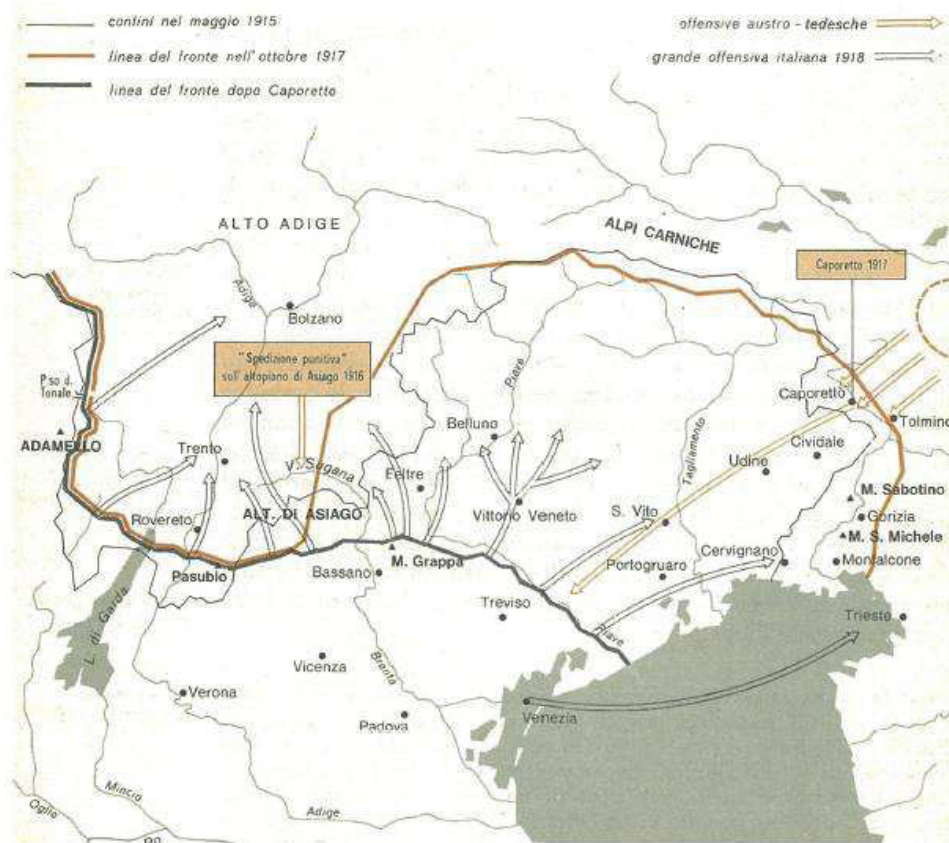 confini nel maggio 1915
linea del fronte nell'ottobre 1917
linea del fronte dopo Caporetto
offensive austro-tedesche
grande offensiva italiana 1918
ALTO ADIGE
ALPI CARNICHE
Caporetto 1917
Adige
Bolzano
"Spedizione punitiva"
sull'altopiano di Asiago 1916
P.so d.
Tonale
Piave
Caporetto
Tolmino
ADAMELLO
Belluno
Cividale
Trento
V. Sugana
Feltre
Udine
Tagliamento
M. Sabotino
Rovereto
ALT. DI ASIAGO
Vittorio Veneto
S. Vito
Gorizia
M. S. Michele
Pasubio
Bassano
M. Grappa
Cervignano
Portogruaro
Monfalcone
L. di Garda
Treviso
Piave
Trieste
Vicenza
Brenta
Verona
Padova
Venezia
Mincio
Oglio
Adige
Po